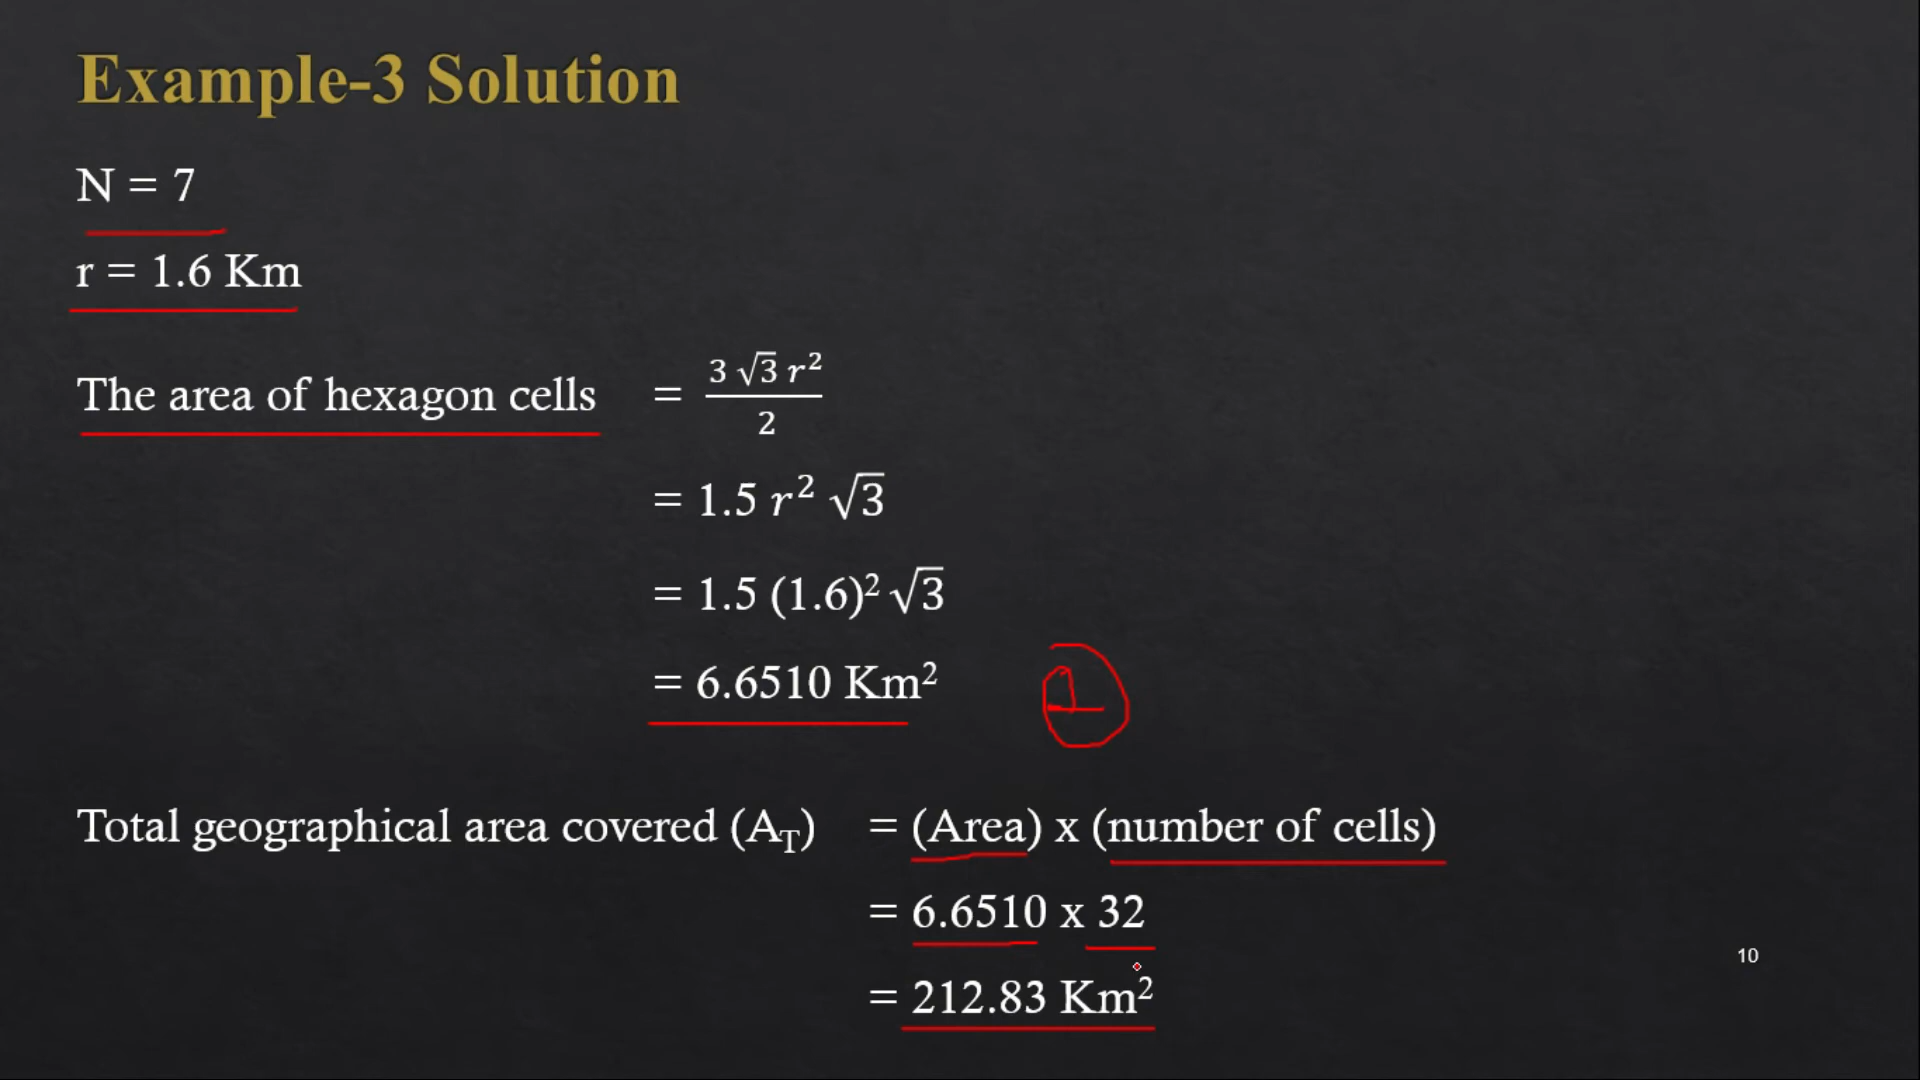 Example-3 Solution
N = 7
r = 1.6 Km
The area of hexagon cells = 3 √3 r² / 2
= 1.5 r² √3
= 1.5 (1.6)² √3
= 6.6510 Km²
1
Total geographical area covered (A_T) = (Area) x (number of cells)
= 6.6510 x 32
= 212.83 Km²
10